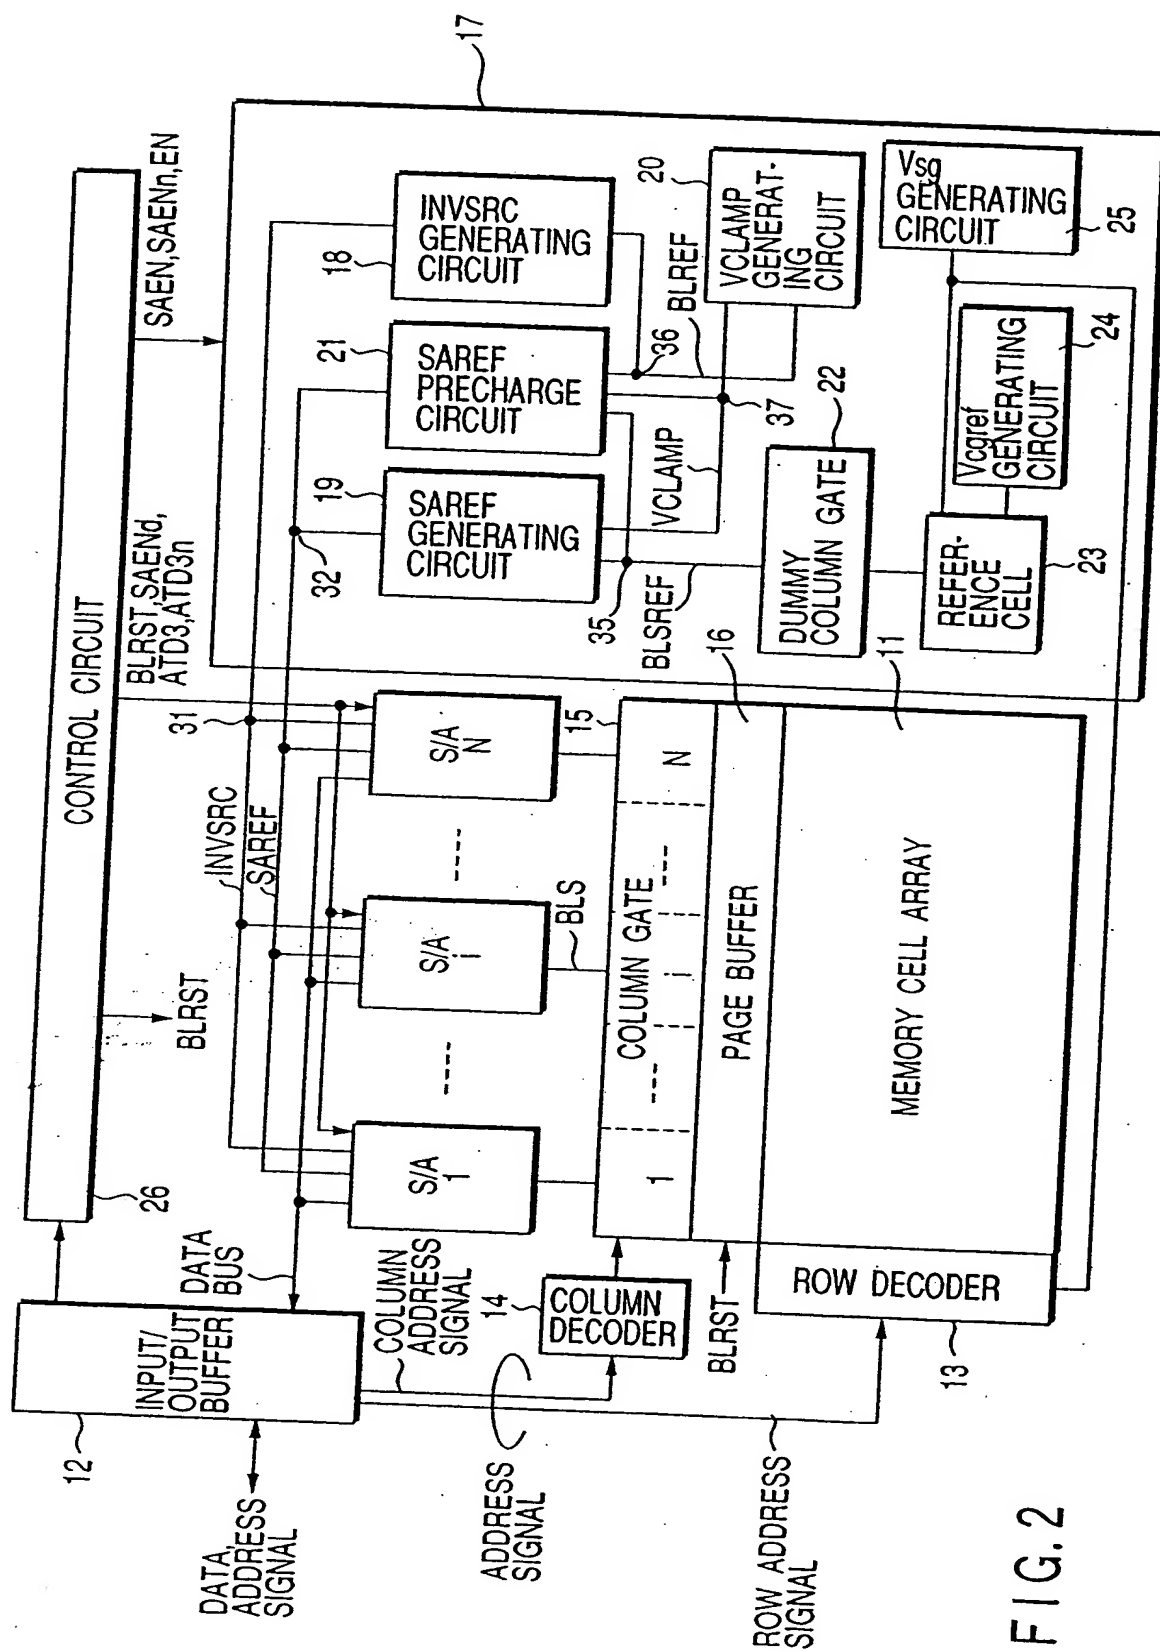 DATA,
ADDRESS
SIGNAL
12
INPUT/
OUTPUT
BUFFER
DATA
BUS
26
CONTROL CIRCUIT
BLRST
INVSRC
SAREF
31
BLRST,SAENd,
ATD3,ATD3n
SAEN,SAENn,EN
17
ADDRESS
SIGNAL
COLUMN
ADDRESS
SIGNAL
14
COLUMN
DECODER
S/A
1
S/A
i
S/A
N
BLS
15
32
19
SAREF
GENERATING
CIRCUIT
21
SAREF
PRECHARGE
CIRCUIT
18
INVSRC
GENERATING
CIRCUIT
35
BLSREF
VCLAMP
36
BLREF
37
20
VCLAMP
GENERAT-
ING
CIRCUIT
1
COLUMN GATE
i
N
PAGE BUFFER
16
BLRST
ROW DECODER
13
MEMORY CELL ARRAY
11
DUMMY
COLUMN GATE
22
REFER-
ENCE
CELL
23
Vcgref
GENERATING
CIRCUIT
24
Vsg
GENERATING
CIRCUIT
25
ROW ADDRESS
SIGNAL
FIG. 2